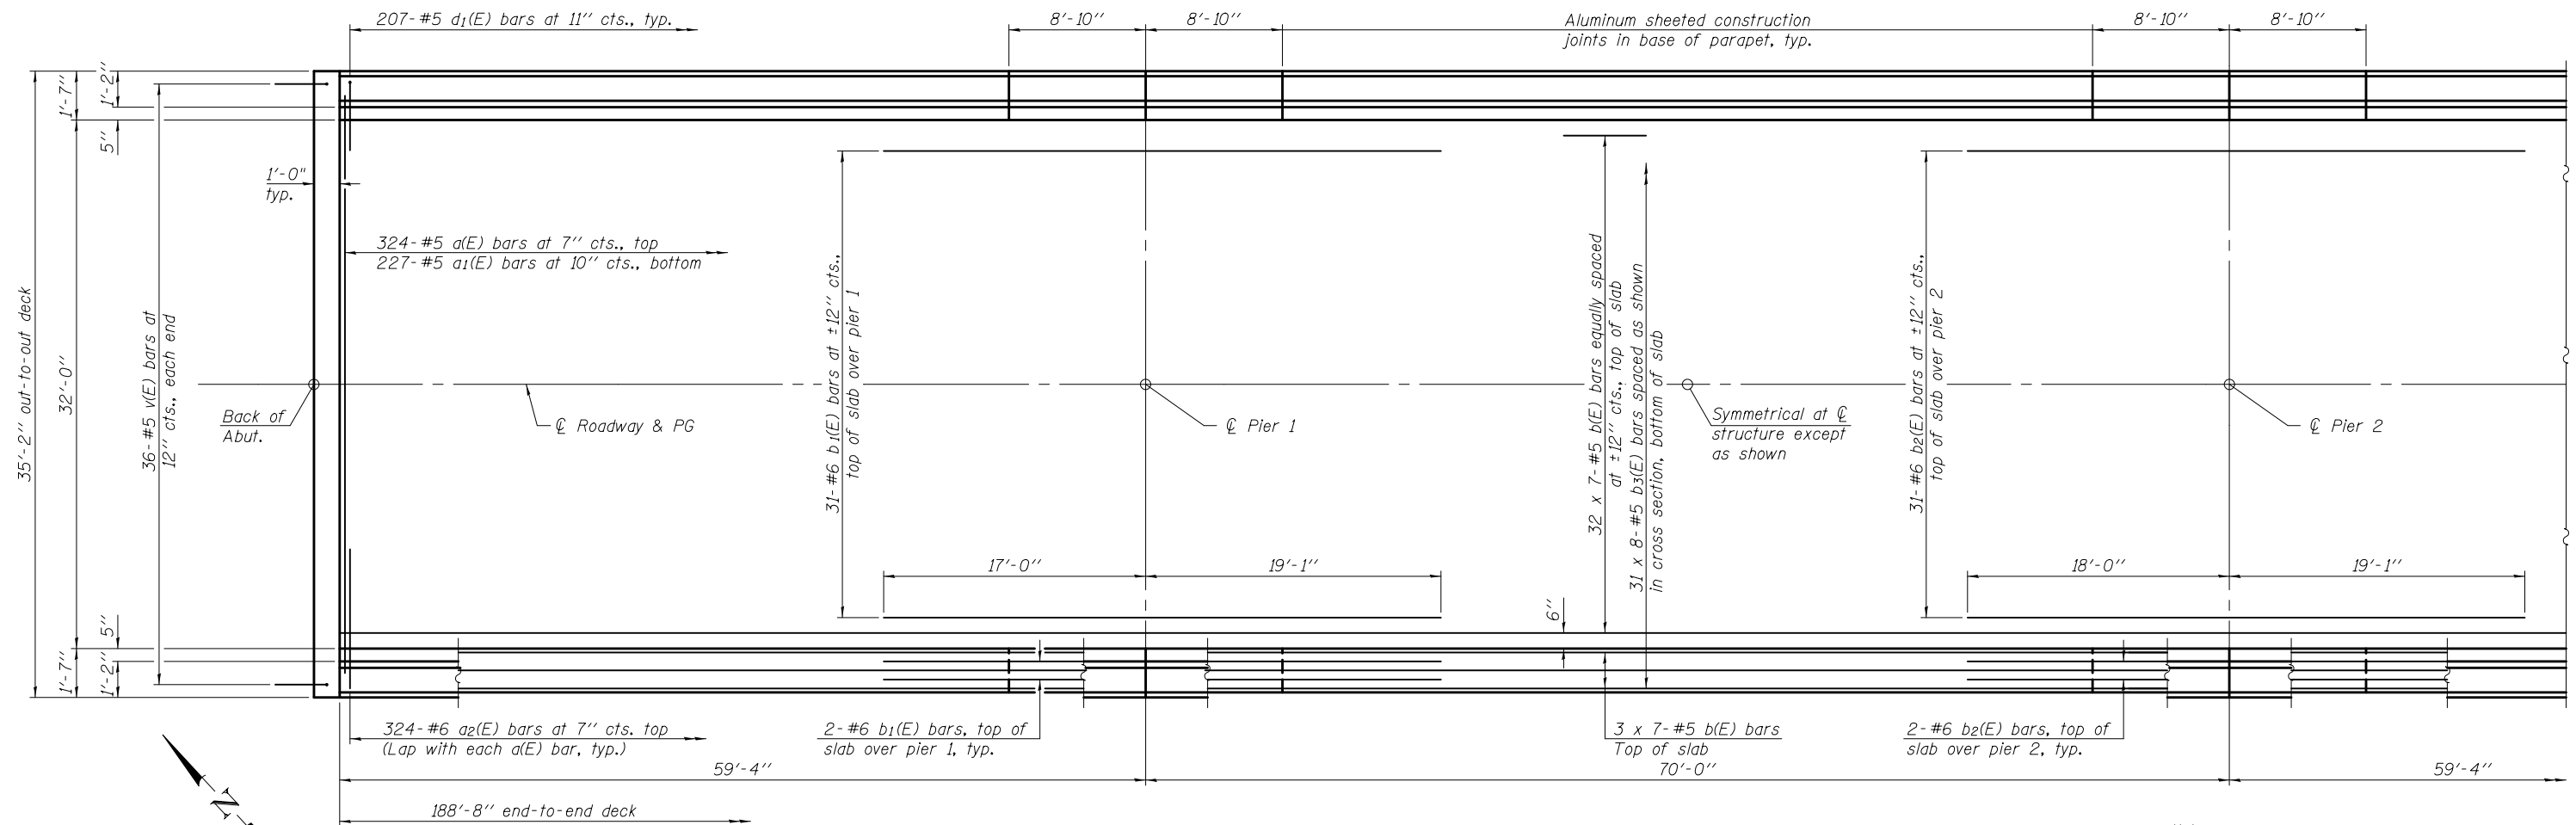 207-#5 d1(E) bars at 11'' cts., typ.
8'-10''
8'-10''
Aluminum sheeted construction
joints in base of parapet, typ.
8'-10''
8'-10''
35'-2'' out-to-out deck
1'-7''
1'-2''
5''
32'-0''
36-#5 v(E) bars at
12'' cts., each end
1'-0"
typ.
324-#5 a(E) bars at 7'' cts., top
227-#5 a1(E) bars at 10'' cts., bottom
31-#6 b1(E) bars at ±12'' cts.,
top of slab over pier 1
32 x 7-#5 b(E) bars equally spaced
at ±12'' cts., top of slab
31 x 8-#5 b3(E) bars spaced as shown
in cross section, bottom of slab
31-#6 b2(E) bars at ±12'' cts.,
top of slab over pier 2
Back of
Abut.
℄ Roadway & PG
℄ Pier 1
Symmetrical at ℄
structure except
as shown
℄ Pier 2
17'-0''
19'-1''
18'-0''
19'-1''
6''
5''
1'-7''
1'-2''
324-#6 a2(E) bars at 7'' cts. top
(Lap with each a(E) bar, typ.)
2-#6 b1(E) bars, top of
slab over pier 1, typ.
3 x 7-#5 b(E) bars
Top of slab
2-#6 b2(E) bars, top of
slab over pier 2, typ.
59'-4''
70'-0''
59'-4''
188'-8'' end-to-end deck
N